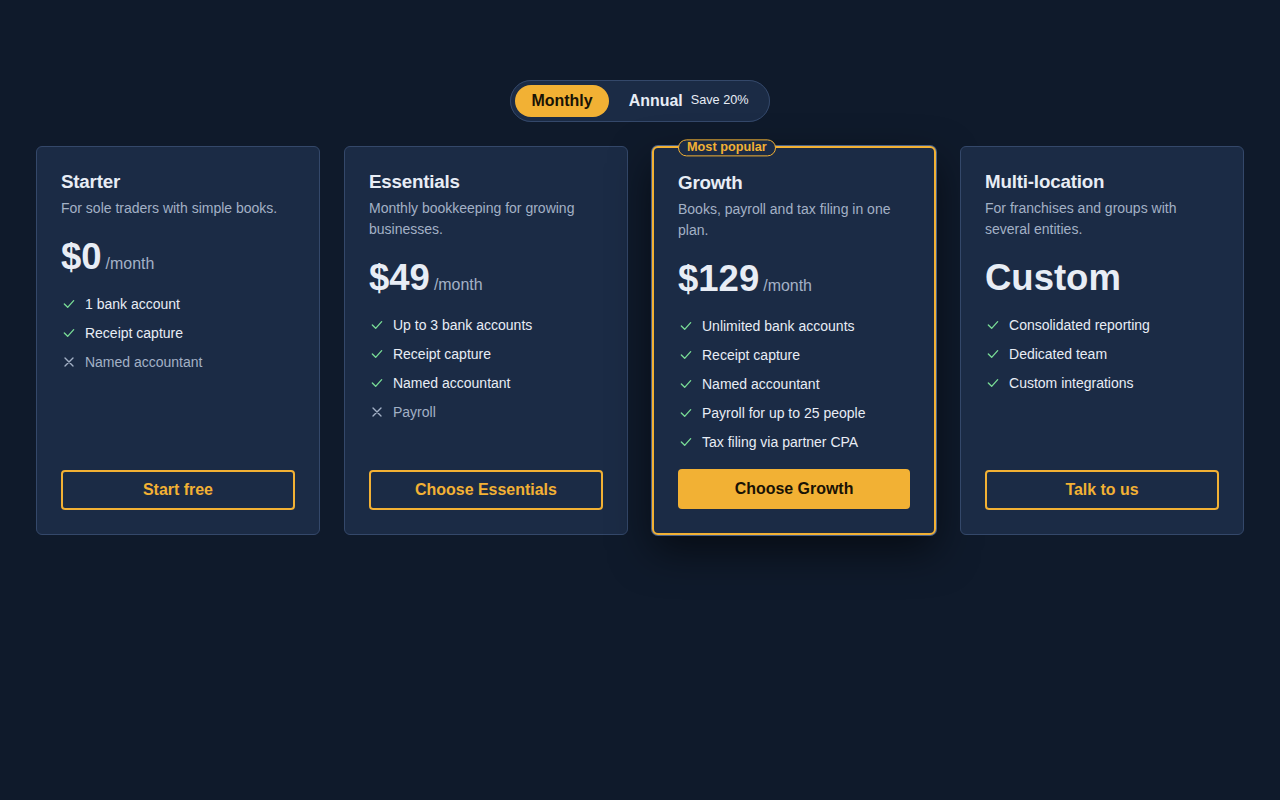 Monthly Annual Save 20%
Starter
For sole traders with simple books.
$0 /month
1 bank account
Receipt capture
Named accountant
Start free
Essentials
Monthly bookkeeping for growing
businesses.
$49 /month
Up to 3 bank accounts
Receipt capture
Named accountant
Payroll
Choose Essentials
Most popular
Growth
Books, payroll and tax filing in one
plan.
$129 /month
Unlimited bank accounts
Receipt capture
Named accountant
Payroll for up to 25 people
Tax filing via partner CPA
Choose Growth
Multi-location
For franchises and groups with
several entities.
Custom
Consolidated reporting
Dedicated team
Custom integrations
Talk to us